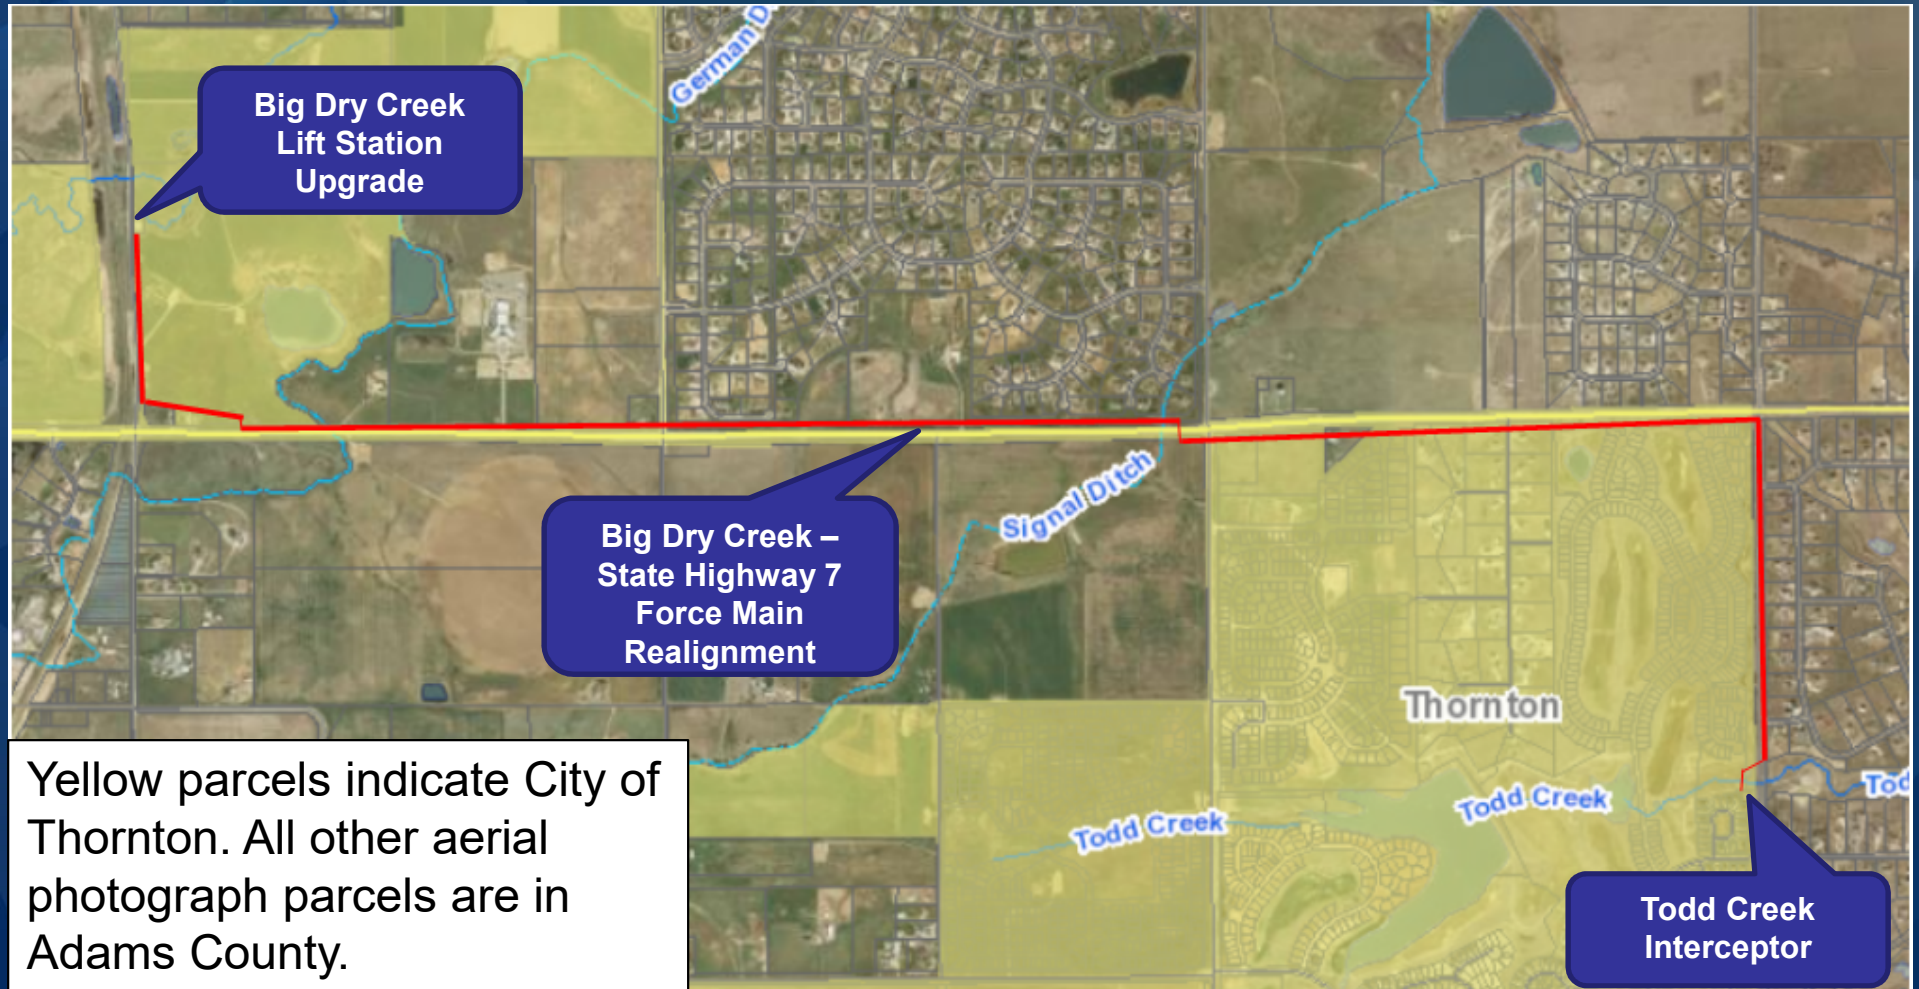 German D
Big Dry Creek
Lift Station
Upgrade
Big Dry Creek –
State Highway 7
Force Main
Realignment
Signal Ditch
Thornton
Todd Creek
Todd Creek
Tod
Yellow parcels indicate City of
Thornton. All other aerial
photograph parcels are in
Adams County.
Todd Creek
Interceptor